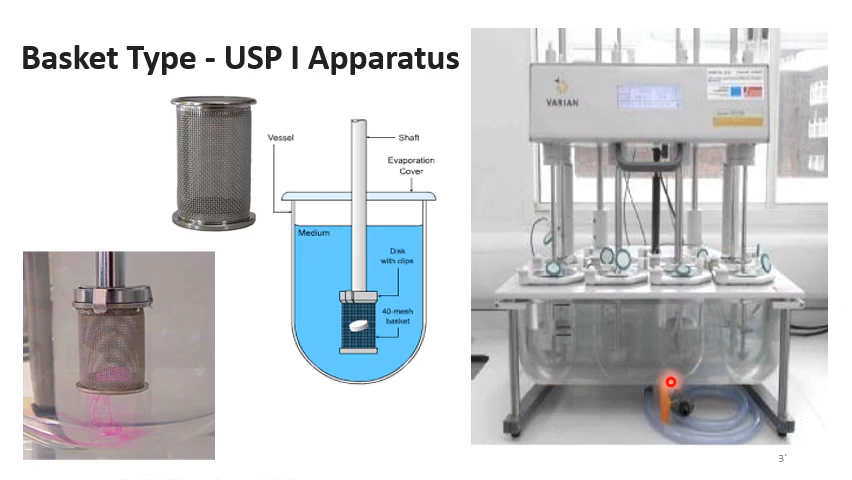 Basket Type - USP I Apparatus
Vessel
Shaft
Evaporation
Cover
Medium
Disk
with clips
40-mesh
basket
VARIAN
3`